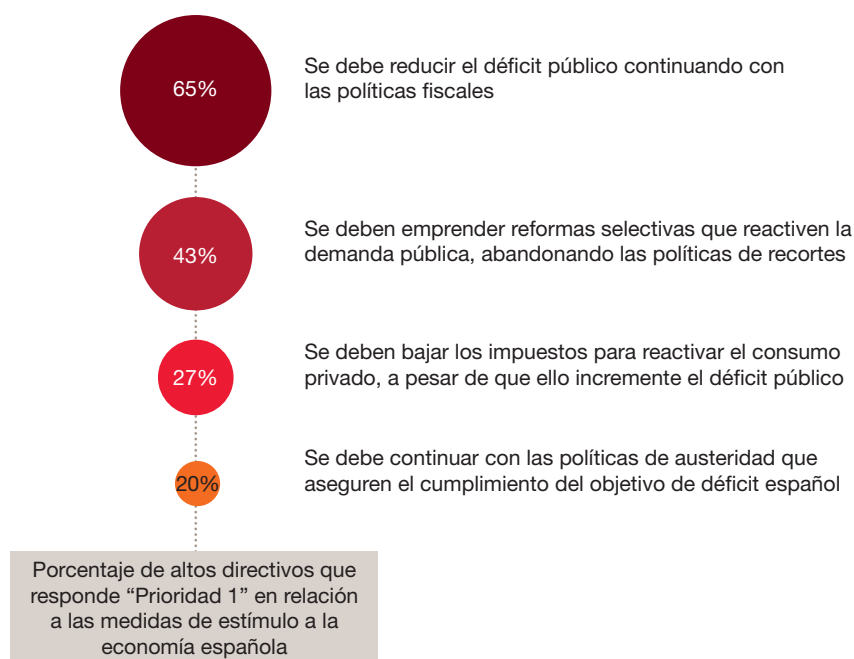 65%
Se debe reducir el déficit público continuando con
las políticas fiscales
43%
Se deben emprender reformas selectivas que reactiven la
demanda pública, abandonando las políticas de recortes
27%
Se deben bajar los impuestos para reactivar el consumo
privado, a pesar de que ello incremente el déficit público
20%
Se debe continuar con las políticas de austeridad que
aseguren el cumplimiento del objetivo de déficit español
Porcentaje de altos directivos que
responde “Prioridad 1” en relación
a las medidas de estímulo a la
economía española